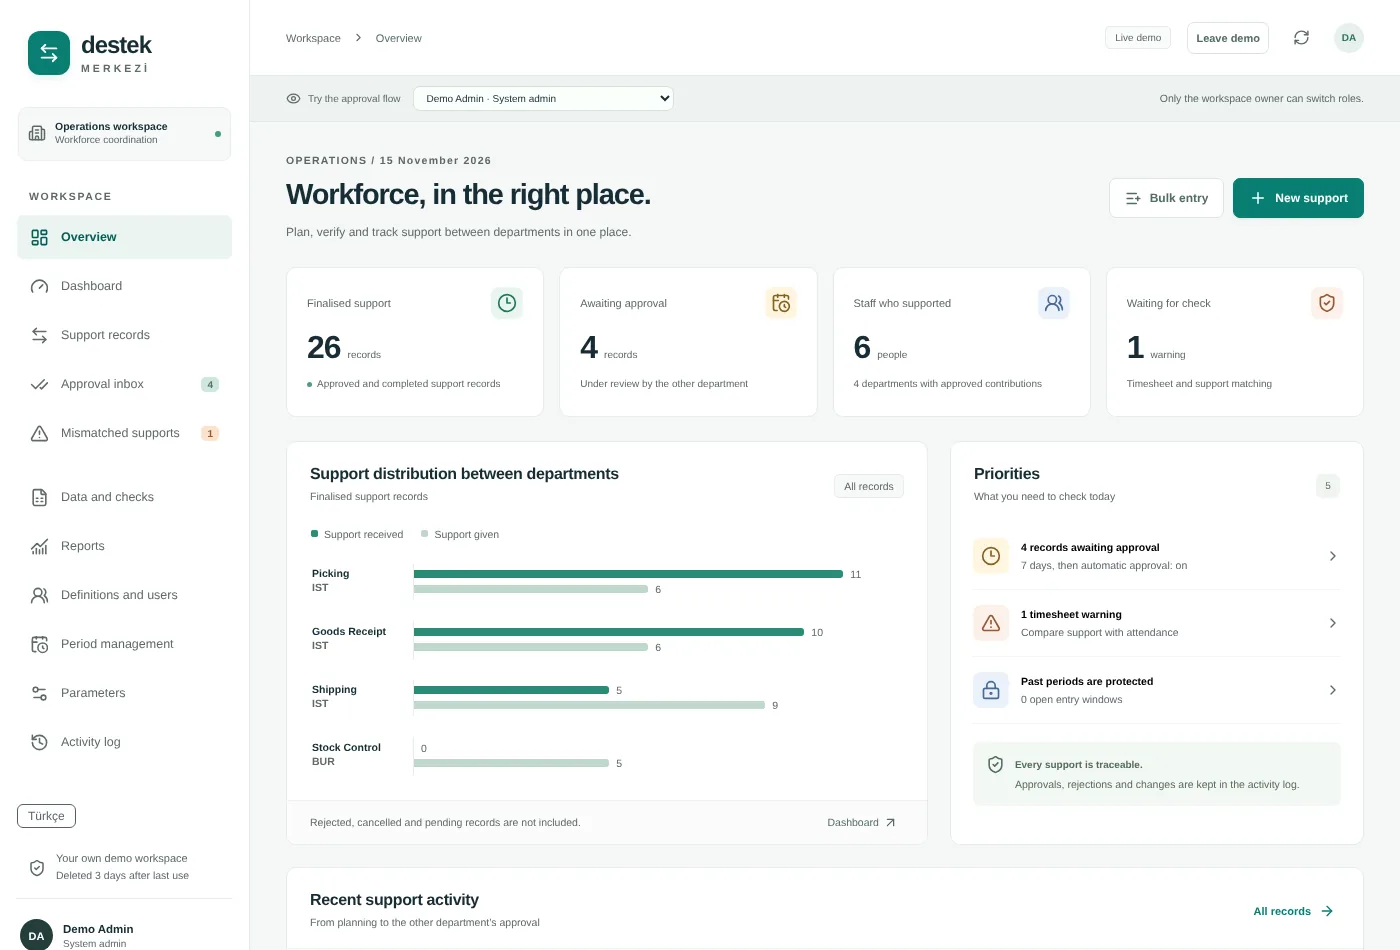 destek
MERKEZİ
Operations workspace
Workforce coordination
WORKSPACE
Overview
Dashboard
Support records
Approval inbox 4
Mismatched supports 1
Data and checks
Reports
Definitions and users
Period management
Parameters
Activity log
Türkçe
Your own demo workspace
Deleted 3 days after last use
DA Demo Admin
System admin
Workspace > Overview
Live demo Leave demo DA
Try the approval flow Demo Admin · System admin Only the workspace owner can switch roles.
OPERATIONS / 15 November 2026
Workforce, in the right place.
Plan, verify and track support between departments in one place.
Bulk entry New support
Finalised support
26 records
Approved and completed support records
Awaiting approval
4 records
Under review by the other department
Staff who supported
6 people
4 departments with approved contributions
Waiting for check
1 warning
Timesheet and support matching
Support distribution between departments
Finalised support records
All records
Support received Support given
Picking 11
IST 6
Goods Receipt 10
IST 6
Shipping 5
IST 9
Stock Control 0
BUR 5
Rejected, cancelled and pending records are not included. Dashboard
Priorities
What you need to check today
5
4 records awaiting approval
7 days, then automatic approval: on
1 timesheet warning
Compare support with attendance
Past periods are protected
0 open entry windows
Every support is traceable.
Approvals, rejections and changes are kept in the activity log.
Recent support activity
From planning to the other department's approval
All records